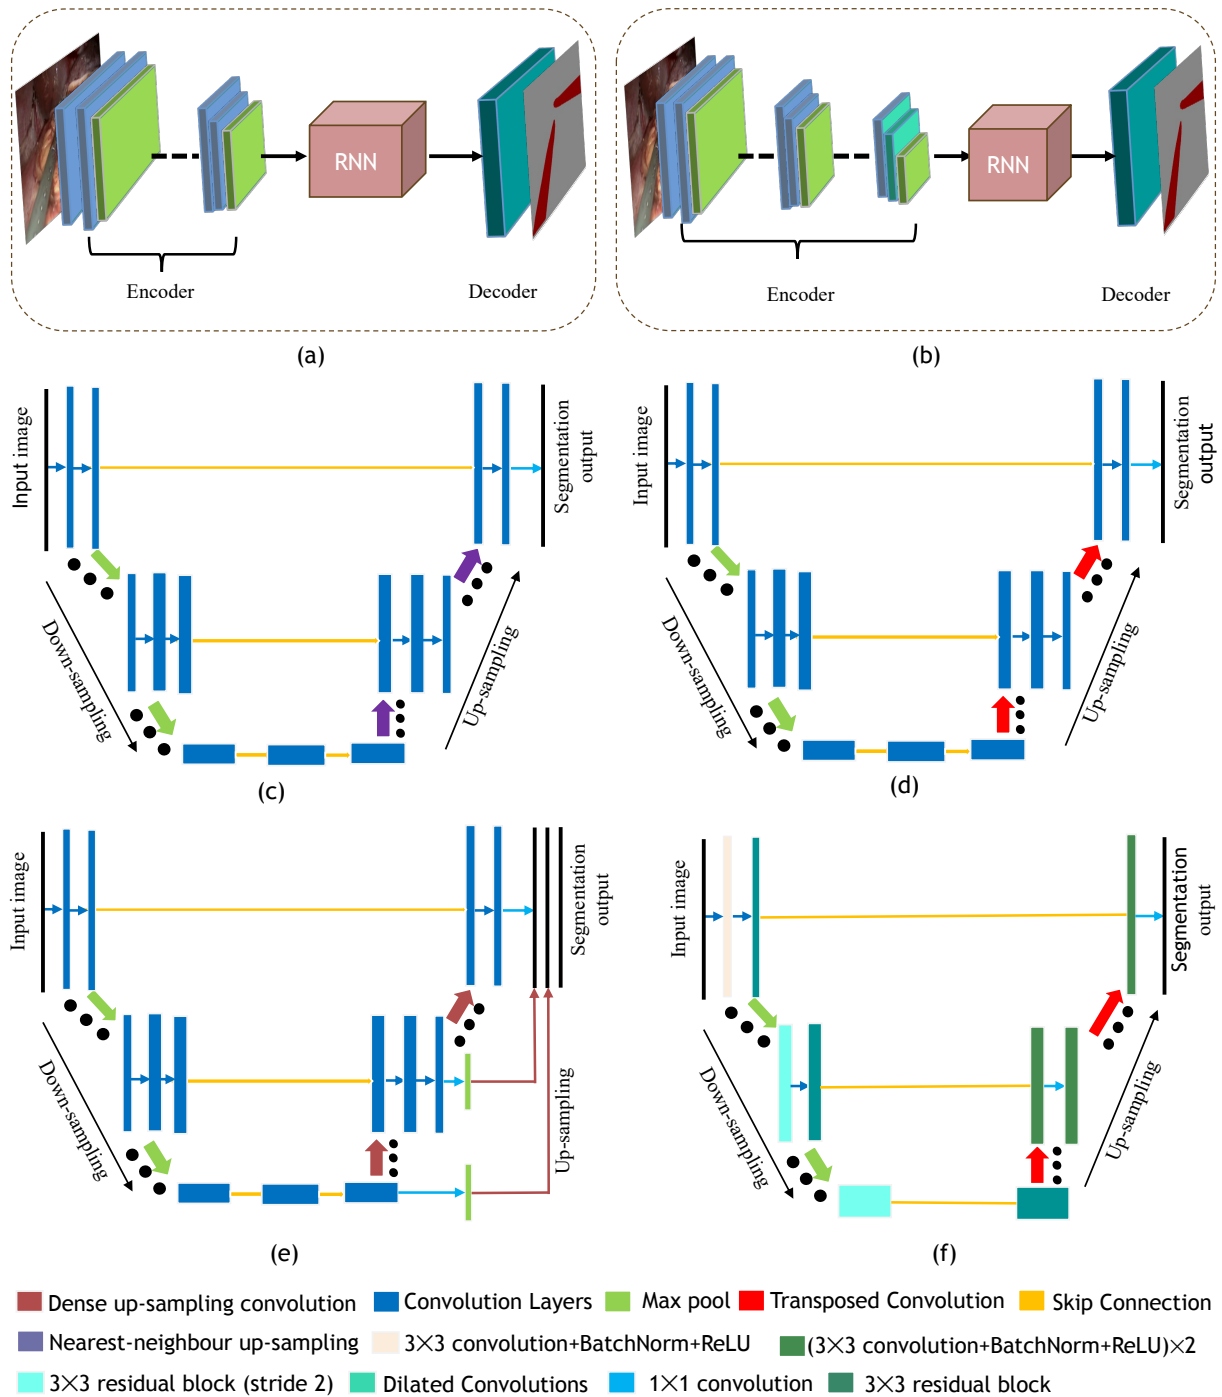 RNN
Encoder
Decoder
(a)
RNN
Encoder
Decoder
(b)
Input image
Segmentation
output
Down-sampling
Up-sampling
(c)
Input image
Segmentation
output
Down-sampling
Up-sampling
(d)
Input image
Segmentation
output
Down-sampling
Up-sampling
(e)
Input image
Segmentation
output
Down-sampling
Up-sampling
(f)
Dense up-sampling convolution
Convolution Layers
Max pool
Transposed Convolution
Skip Connection
Nearest-neighbour up-sampling
3×3 convolution+BatchNorm+ReLU
(3×3 convolution+BatchNorm+ReLU)×2
3×3 residual block (stride 2)
Dilated Convolutions
1×1 convolution
3×3 residual block